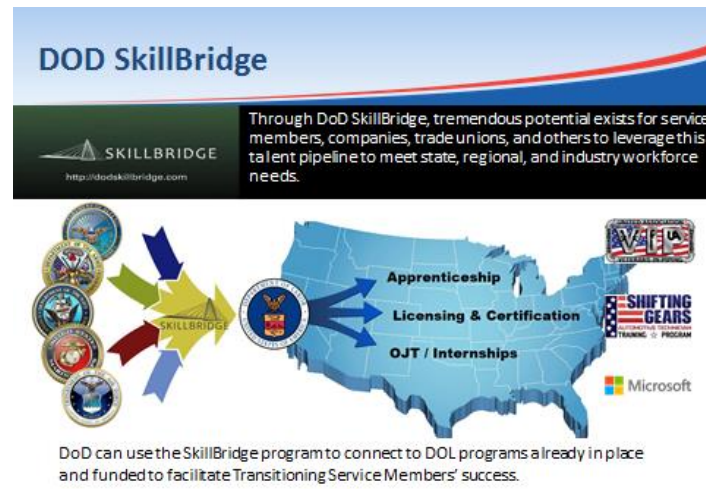 DOD SkillBridge
Through DoD SkillBridge, tremendous potential exists for service
members, companies, trade unions, and others to leverage this
talent pipeline to meet state, regional, and industry workforce
needs.
SKILLBRIDGE
http://dodskillbridge.com
SKILLBRIDGE
Apprenticeship
Licensing & Certification
OJT / Internships
VIP
SHIFTING
GEARS
AUTOMOTIVE TECHNICIAN
TRAINING ☆ PROGRAM
Microsoft
DoD can use the SkillBridge program to connect to DOL programs already in place
and funded to facilitate Transitioning Service Members' success.